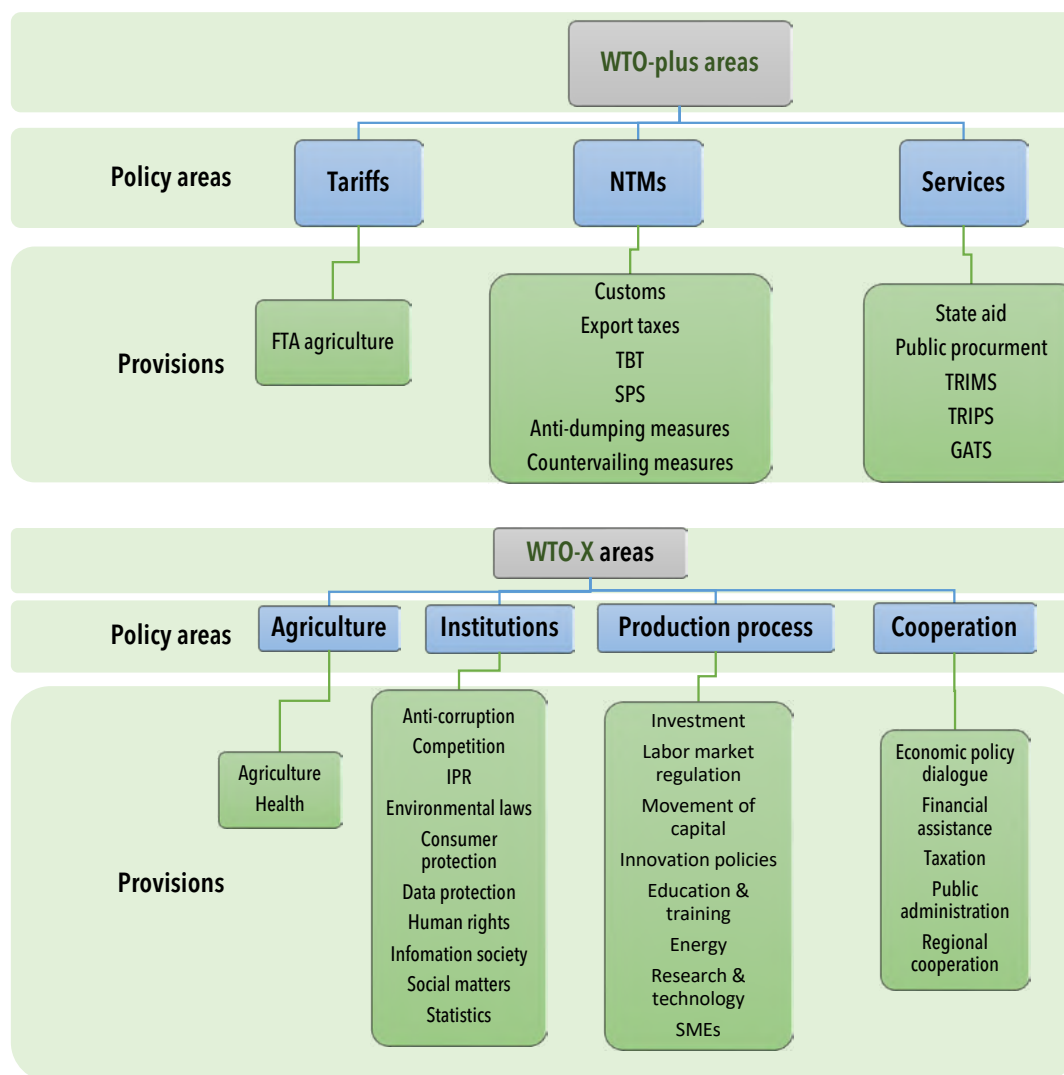 WTO-plus areas
Policy areas
Tariffs
NTMs
Services
Provisions
FTA agriculture
Customs
Export taxes
TBT
SPS
Anti-dumping measures
Countervailing measures
State aid
Public procurment
TRIMS
TRIPS
GATS
WTO-X areas
Policy areas
Agriculture
Institutions
Production process
Cooperation
Provisions
Agriculture
Health
Anti-corruption
Competition
IPR
Environmental laws
Consumer
protection
Data protection
Human rights
Infomation society
Social matters
Statistics
Investment
Labor market
regulation
Movement of
capital
Innovation policies
Education &
training
Energy
Research &
technology
SMEs
Economic policy
dialogue
Financial
assistance
Taxation
Public
administration
Regional
cooperation